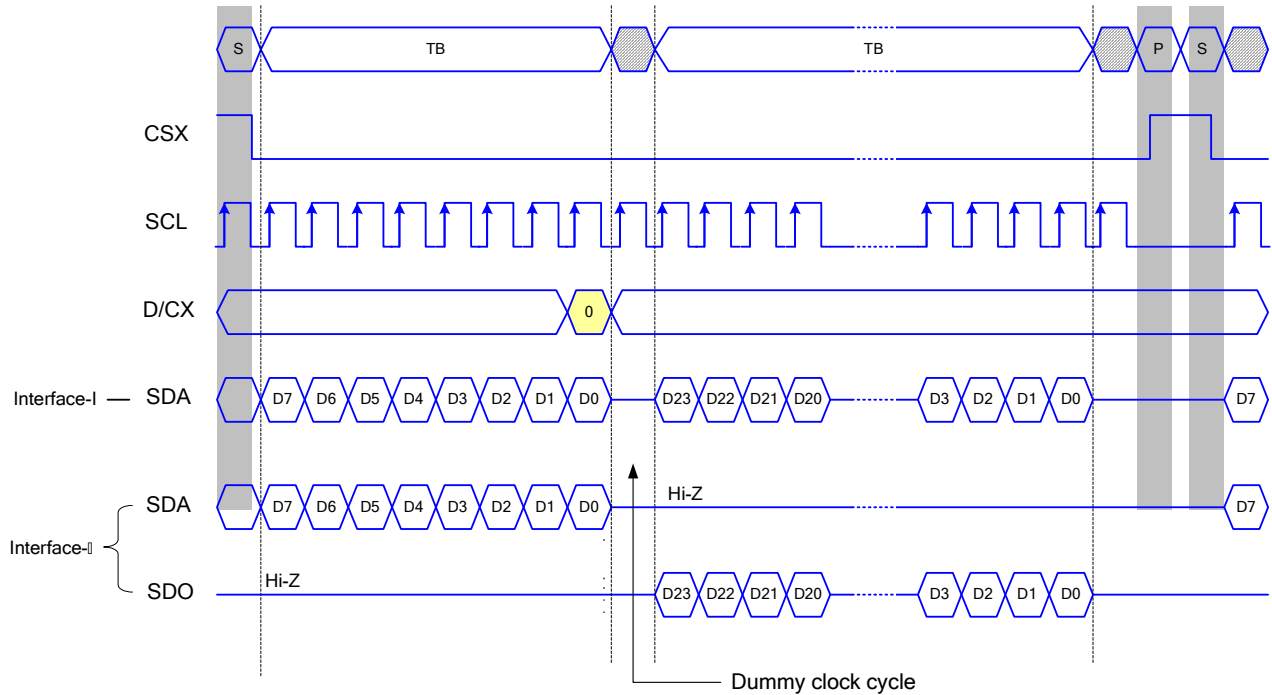 S TB TB P S
CSX
SCL
D/CX 0
Interface-I SDA D7 D6 D5 D4 D3 D2 D1 D0 D23 D22 D21 D20 D3 D2 D1 D0 D7
SDA D7 D6 D5 D4 D3 D2 D1 D0 Hi-Z D7
Interface-
SDO Hi-Z D23 D22 D21 D20 D3 D2 D1 D0
Dummy clock cycle